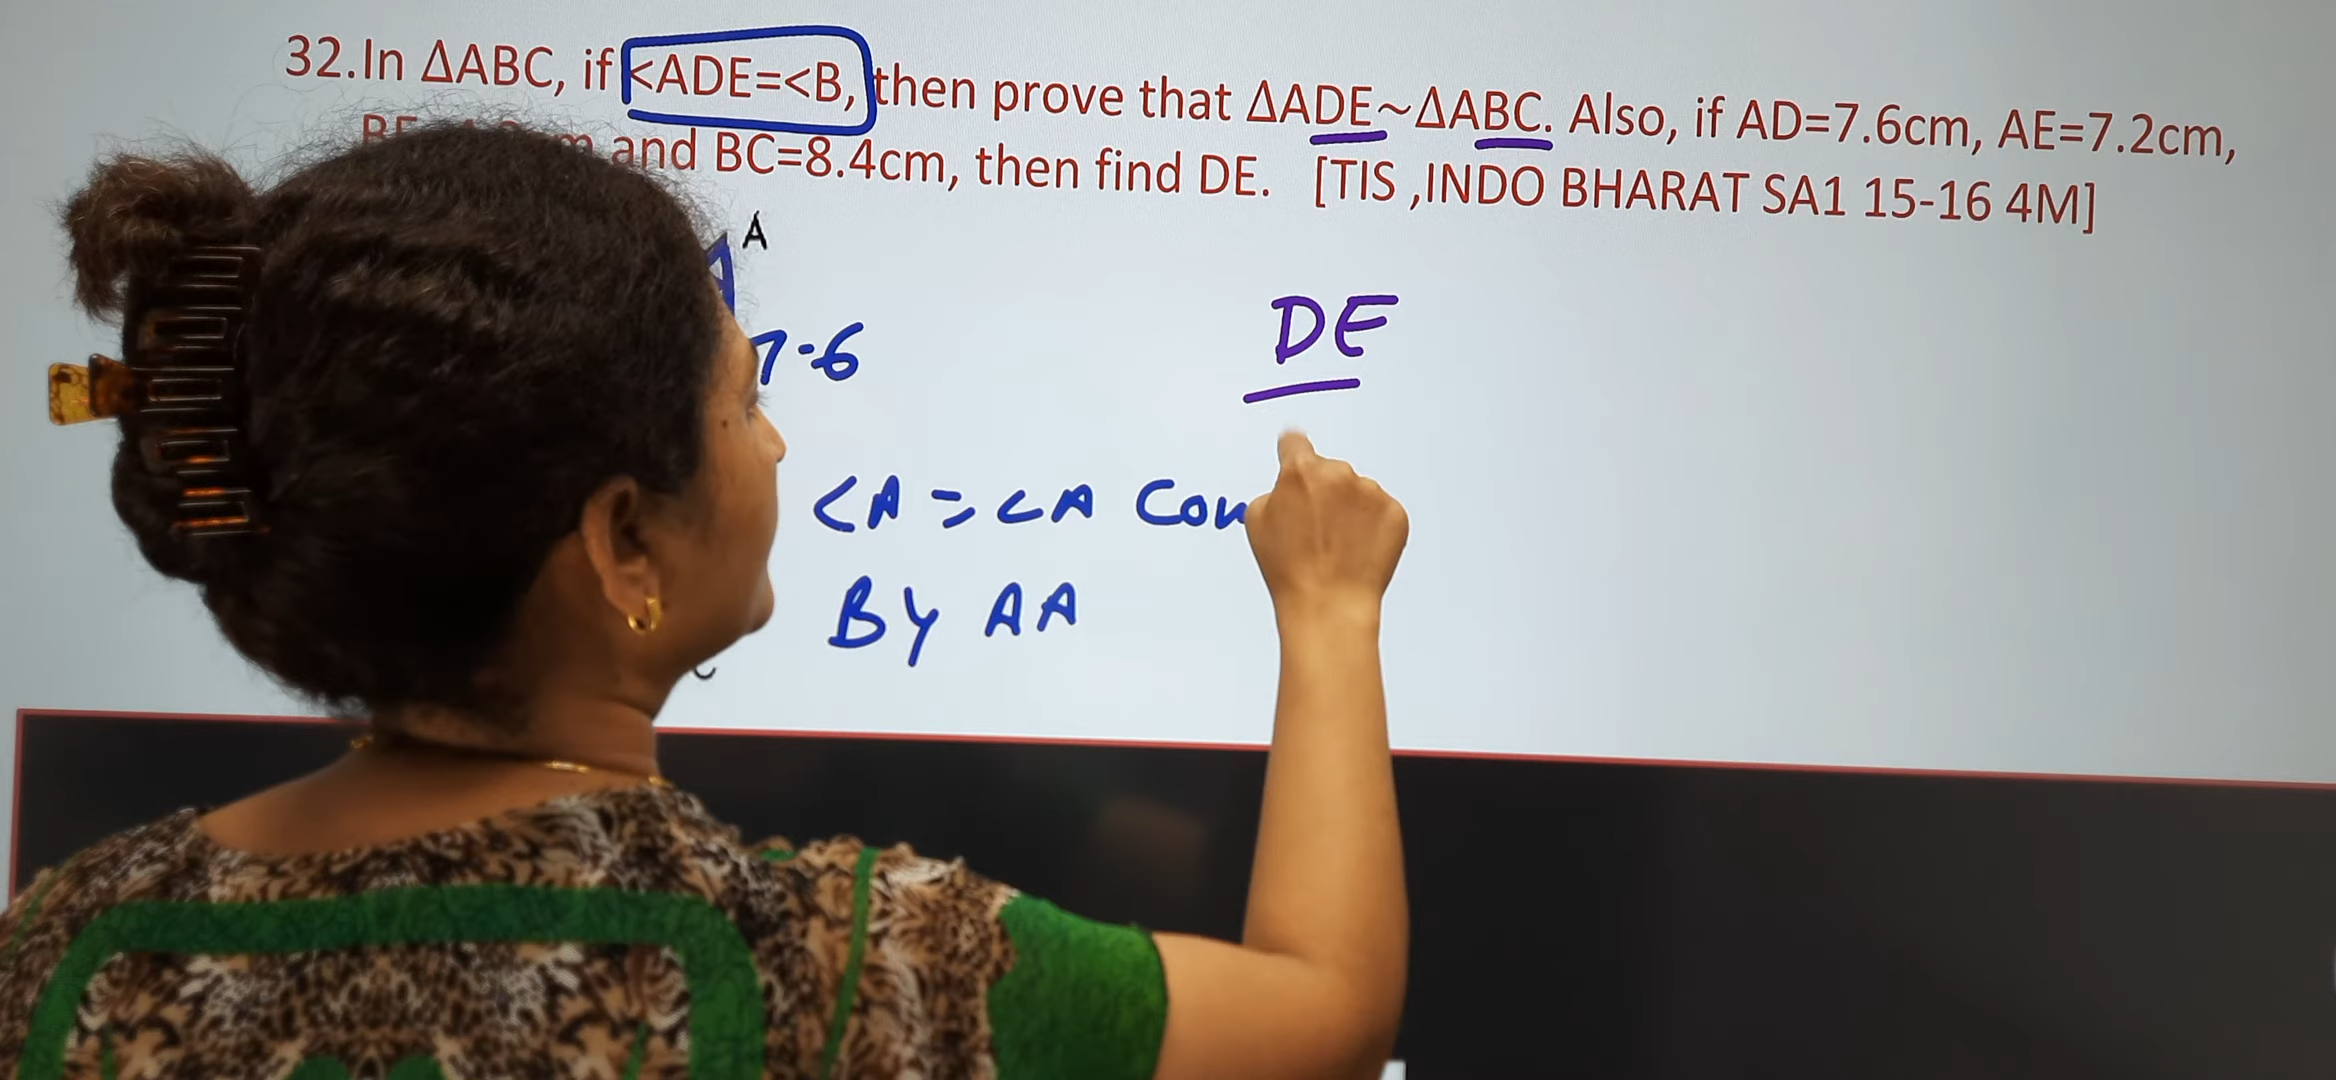 32.In ΔABC, if <ADE=<B, then prove that ΔADE~ΔABC. Also, if AD=7.6cm, AE=7.2cm,
and BC=8.4cm, then find DE. [TIS ,INDO BHARAT SA1 15-16 4M]
A
DE
7.6
<A = <A
By AA